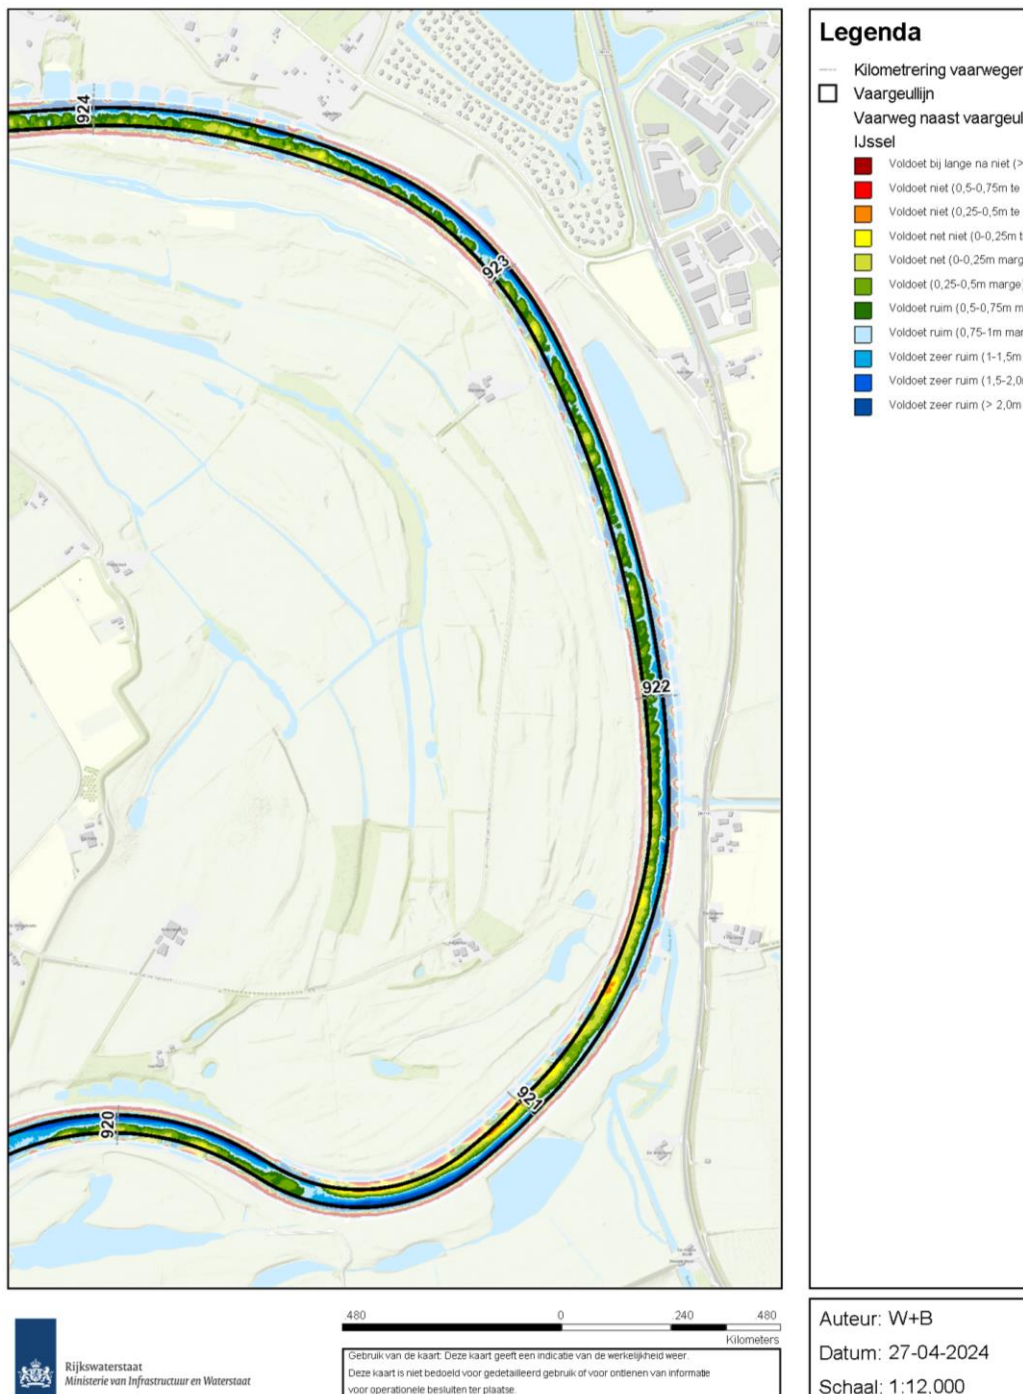 924
923
922
921
920
Legenda
Kilometrering vaarwegen
Vaargeullijn
Vaarweg naast vaargeul
IJssel
Voldoet bij lange na niet (>
Voldoet niet (0,5-0,75m te
Voldoet niet (0,25-0,5m te
Voldoet net niet (0-0,25m t
Voldoet net (0-0,25m marg
Voldoet (0,25-0,5m marge)
Voldoet ruim (0,5-0,75m m
Voldoet ruim (0,75-1m mar
Voldoet zeer ruim (1-1,5m
Voldoet zeer ruim (1,5-2,0m
Voldoet zeer ruim (> 2,0m
Rijkswaterstaat
Ministerie van Infrastructuur en Waterstaat
480 0 240 480
Kilometers
Gebruik van de kaart: Deze kaart geeft een indicatie van de werkelijkheid weer.
Deze kaart is niet bedoeld voor gedetailleerd gebruik of voor ontlenen van informatie
voor operationele besluiten ter plaatse.
Auteur: W+B
Datum: 27-04-2024
Schaal: 1:12.000